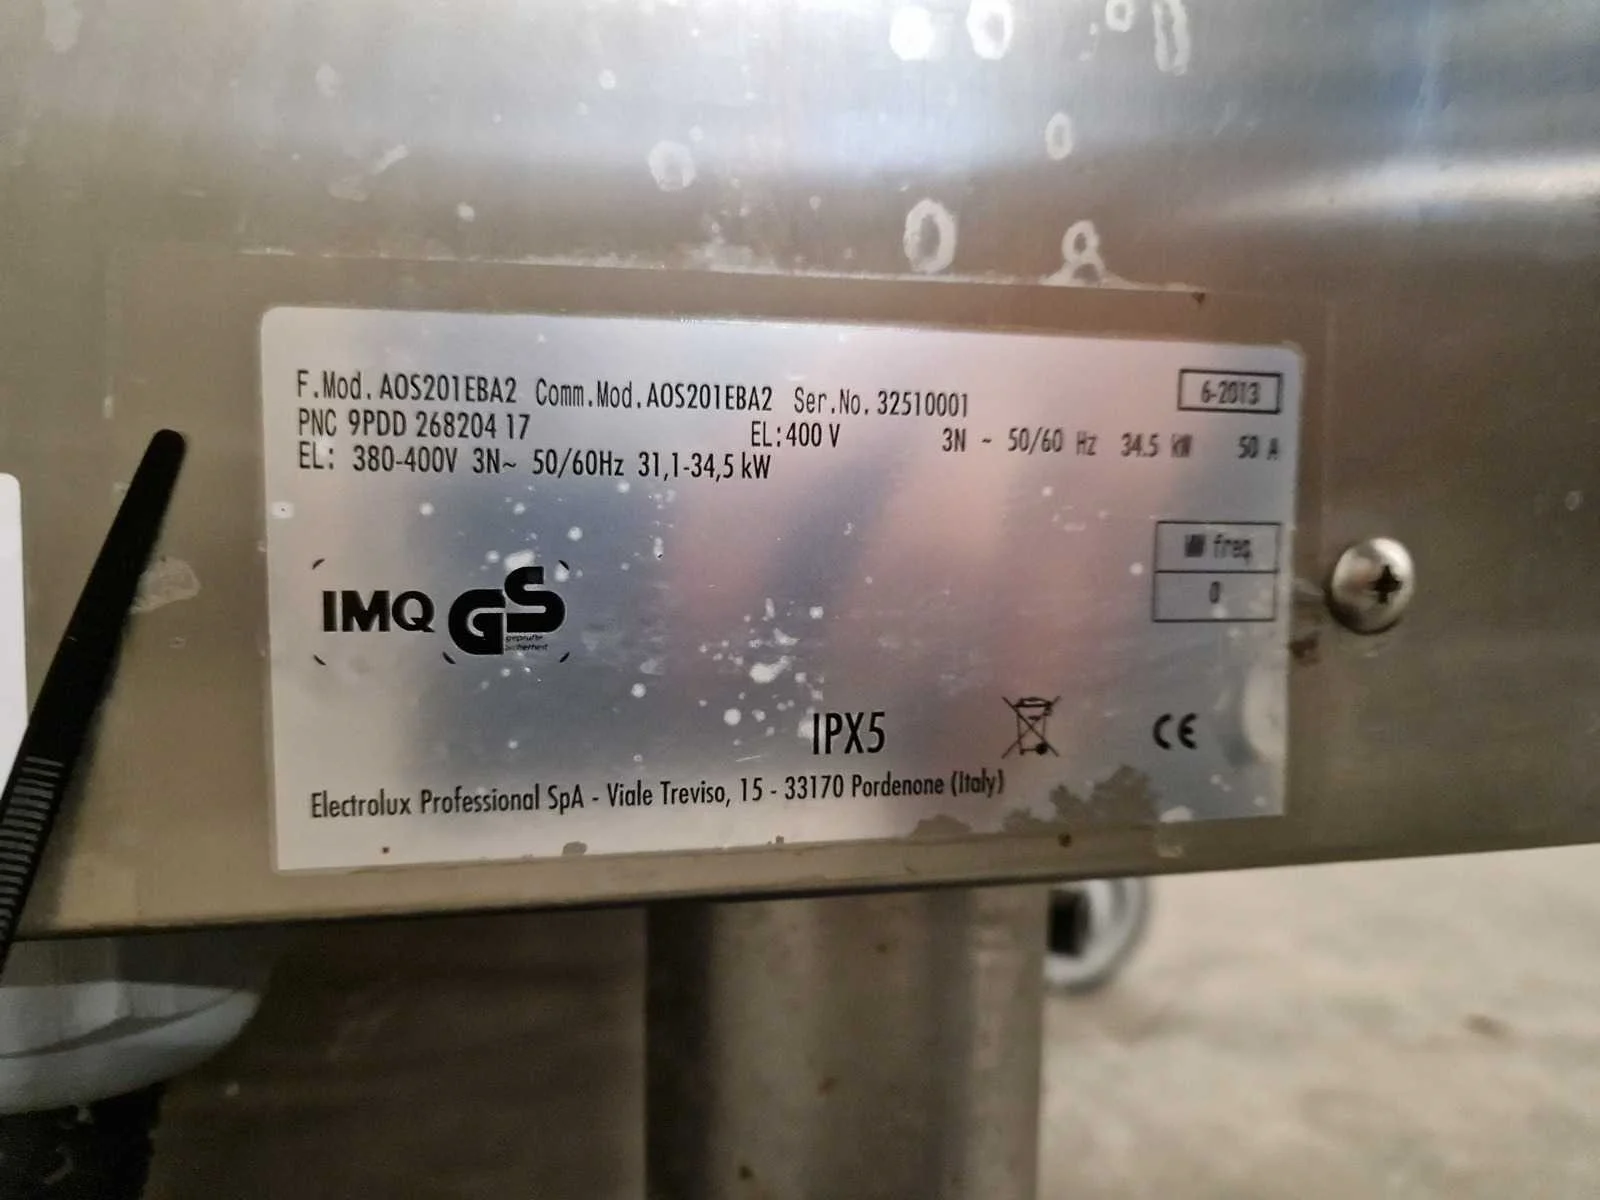 F.Mod. AOS201EBA2 Comm.Mod. AOS201EBA2 Ser.No. 32510001
6-2013
PNC 9PDD 268204 17 EL:400 V 3N ~ 50/60 Hz 34.5 kW 50 A
EL: 380-400V 3N~ 50/60Hz 31,1-34,5 kW
freq
0
IMQ GS
geprüfte
Sicherheit
IPX5
CE
Electrolux Professional SpA - Viale Treviso, 15 - 33170 Pordenone (Italy)